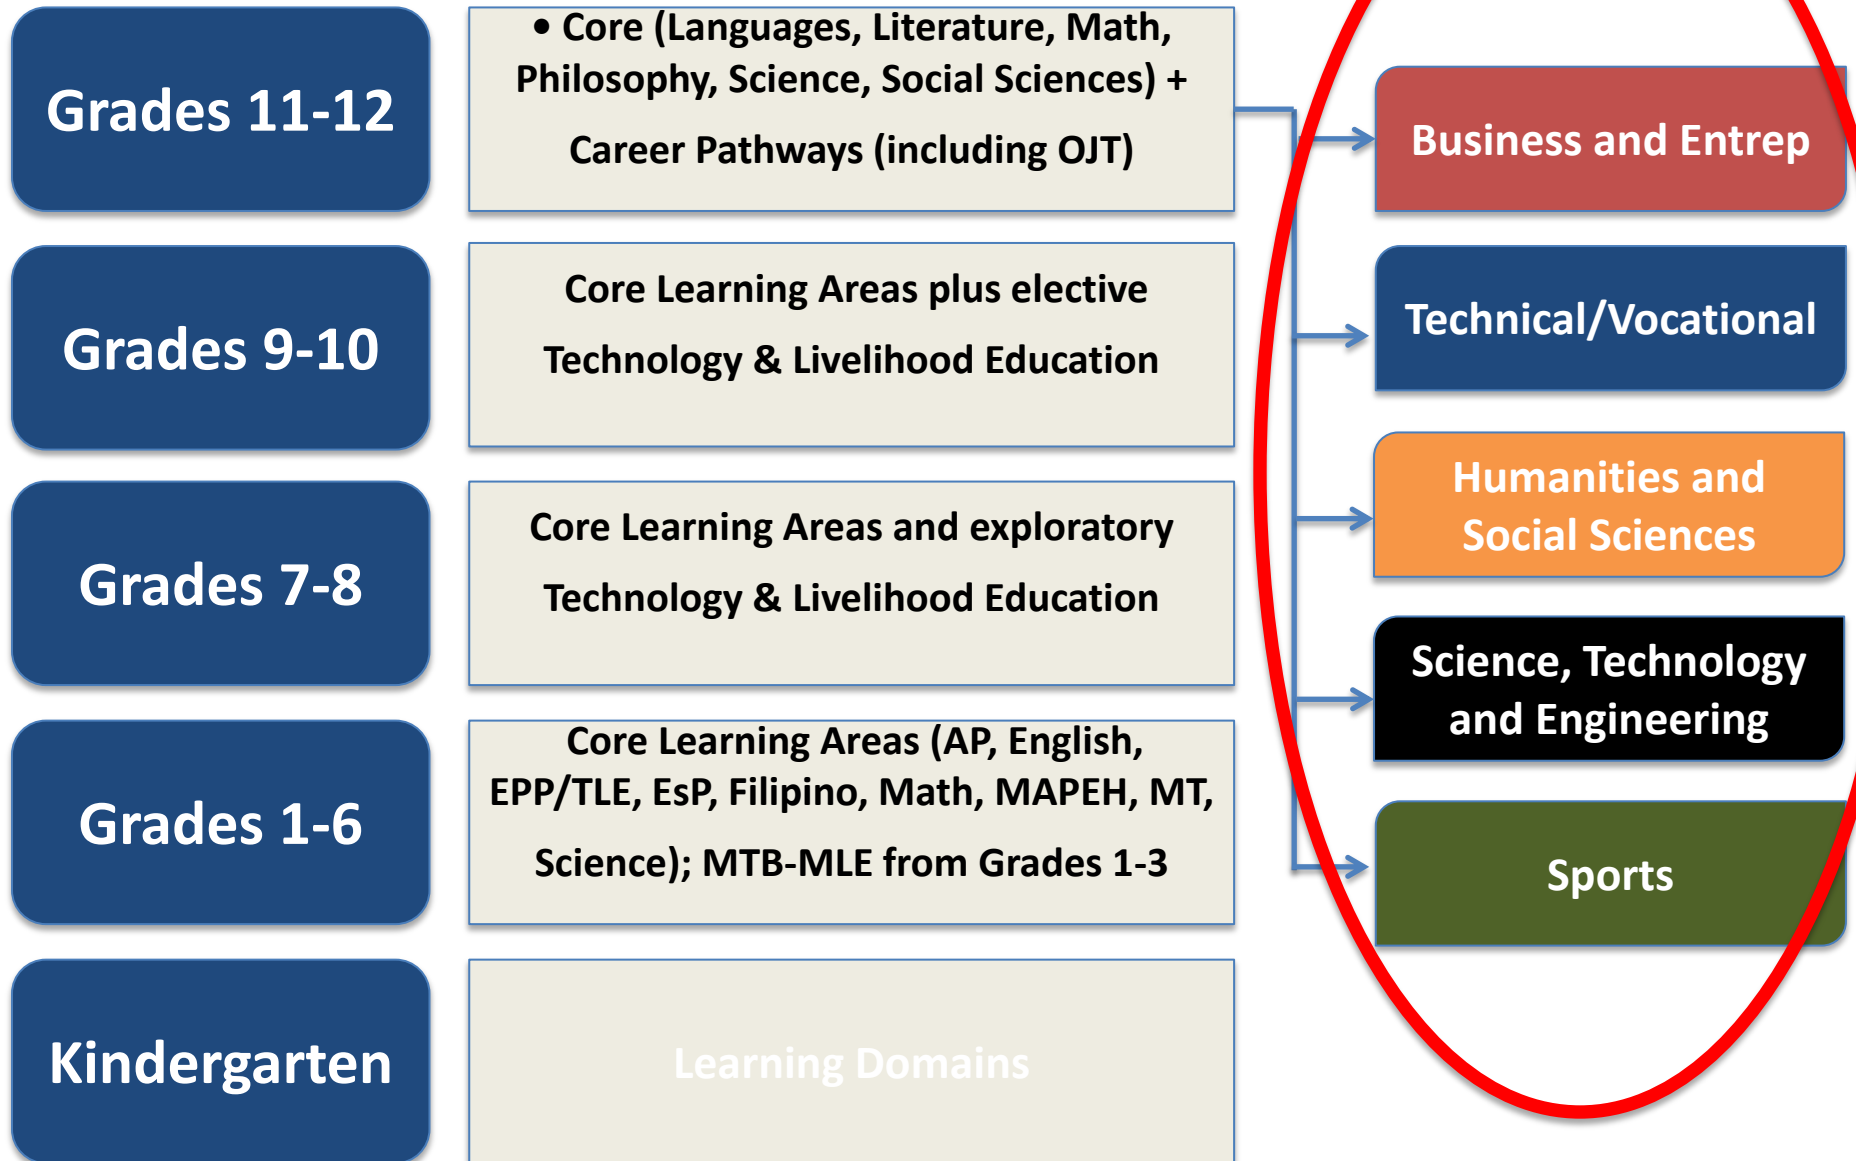 Grades 11-12
• Core (Languages, Literature, Math,
Philosophy, Science, Social Sciences) +
Career Pathways (including OJT)
Business and Entrep
Grades 9-10
Core Learning Areas plus elective
Technology & Livelihood Education
Technical/Vocational
Grades 7-8
Core Learning Areas and exploratory
Technology & Livelihood Education
Humanities and
Social Sciences
Grades 1-6
Core Learning Areas (AP, English,
EPP/TLE, EsP, Filipino, Math, MAPEH, MT,
Science); MTB-MLE from Grades 1-3
Science, Technology
and Engineering
Sports
Kindergarten
Learning Domains